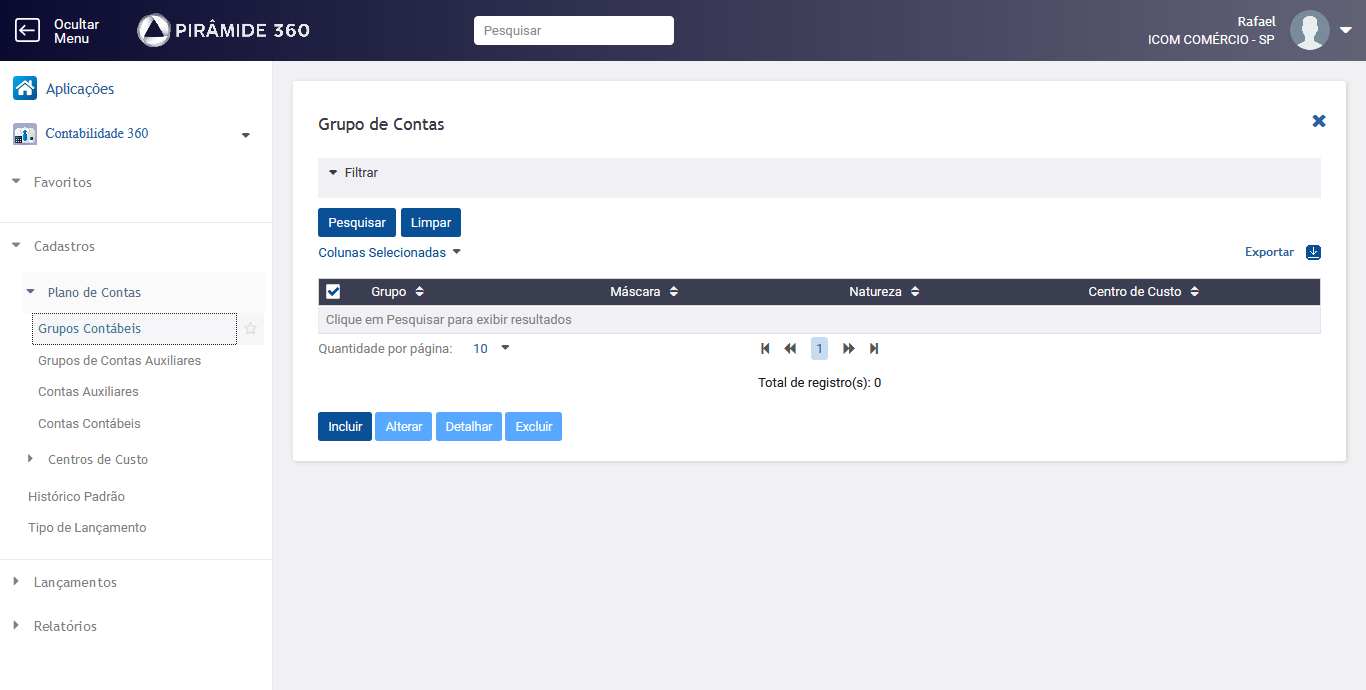 Ocultar
Menu
PIRÂMIDE 360
Pesquisar
Rafael
ICOM COMÉRCIO - SP
Aplicações
Contabilidade 360
Favoritos
Cadastros
Plano de Contas
Grupos Contábeis
Grupos de Contas Auxiliares
Contas Auxiliares
Contas Contábeis
Centros de Custo
Histórico Padrão
Tipo de Lançamento
Lançamentos
Relatórios
Grupo de Contas
Filtrar
Pesquisar Limpar
Colunas Selecionadas Exportar
Grupo Máscara Natureza Centro de Custo
Clique em Pesquisar para exibir resultados
Quantidade por página: 10 1
Total de registro(s): 0
Incluir Alterar Detalhar Excluir